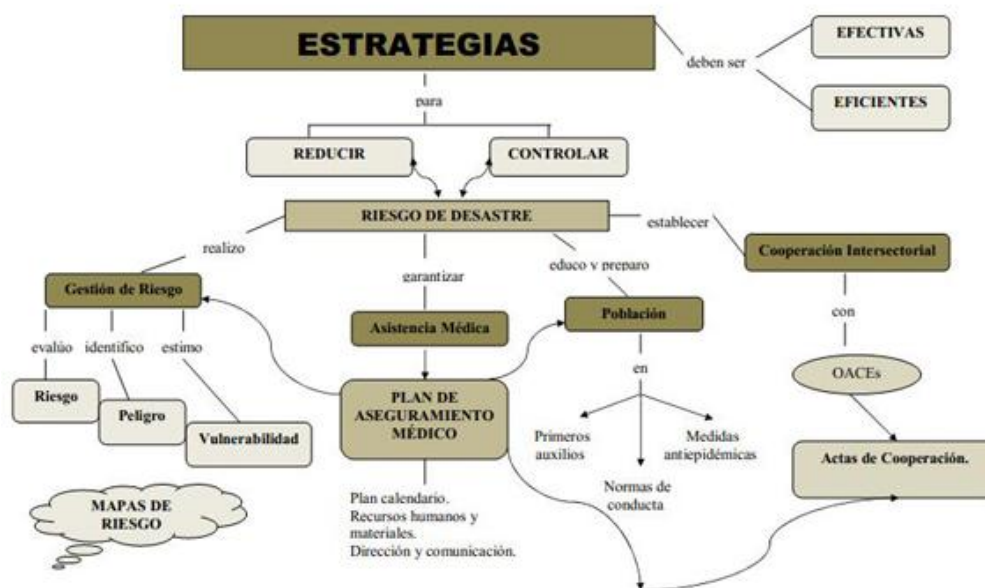 ESTRATEGIAS
EFECTIVAS
deben ser
EFICIENTES
para
REDUCIR
CONTROLAR
RIESGO DE DESASTRE
establecer
realizo
educo y preparo
Cooperación Intersectorial
garantizar
Gestión de Riesgo
Asistencia Médica
Población
con
evalúo
identifico
estimo
en
OACEs
Riesgo
Peligro
Vulnerabilidad
PLAN DE
ASEGURAMIENTO
MÉDICO
Primeros
auxilios
Medidas
antiepidémicas
Actas de Cooperación.
Normas de
conducta
MAPAS DE
RIESGO
Plan calendario.
Recursos humanos y
materiales.
Dirección y comunicación.